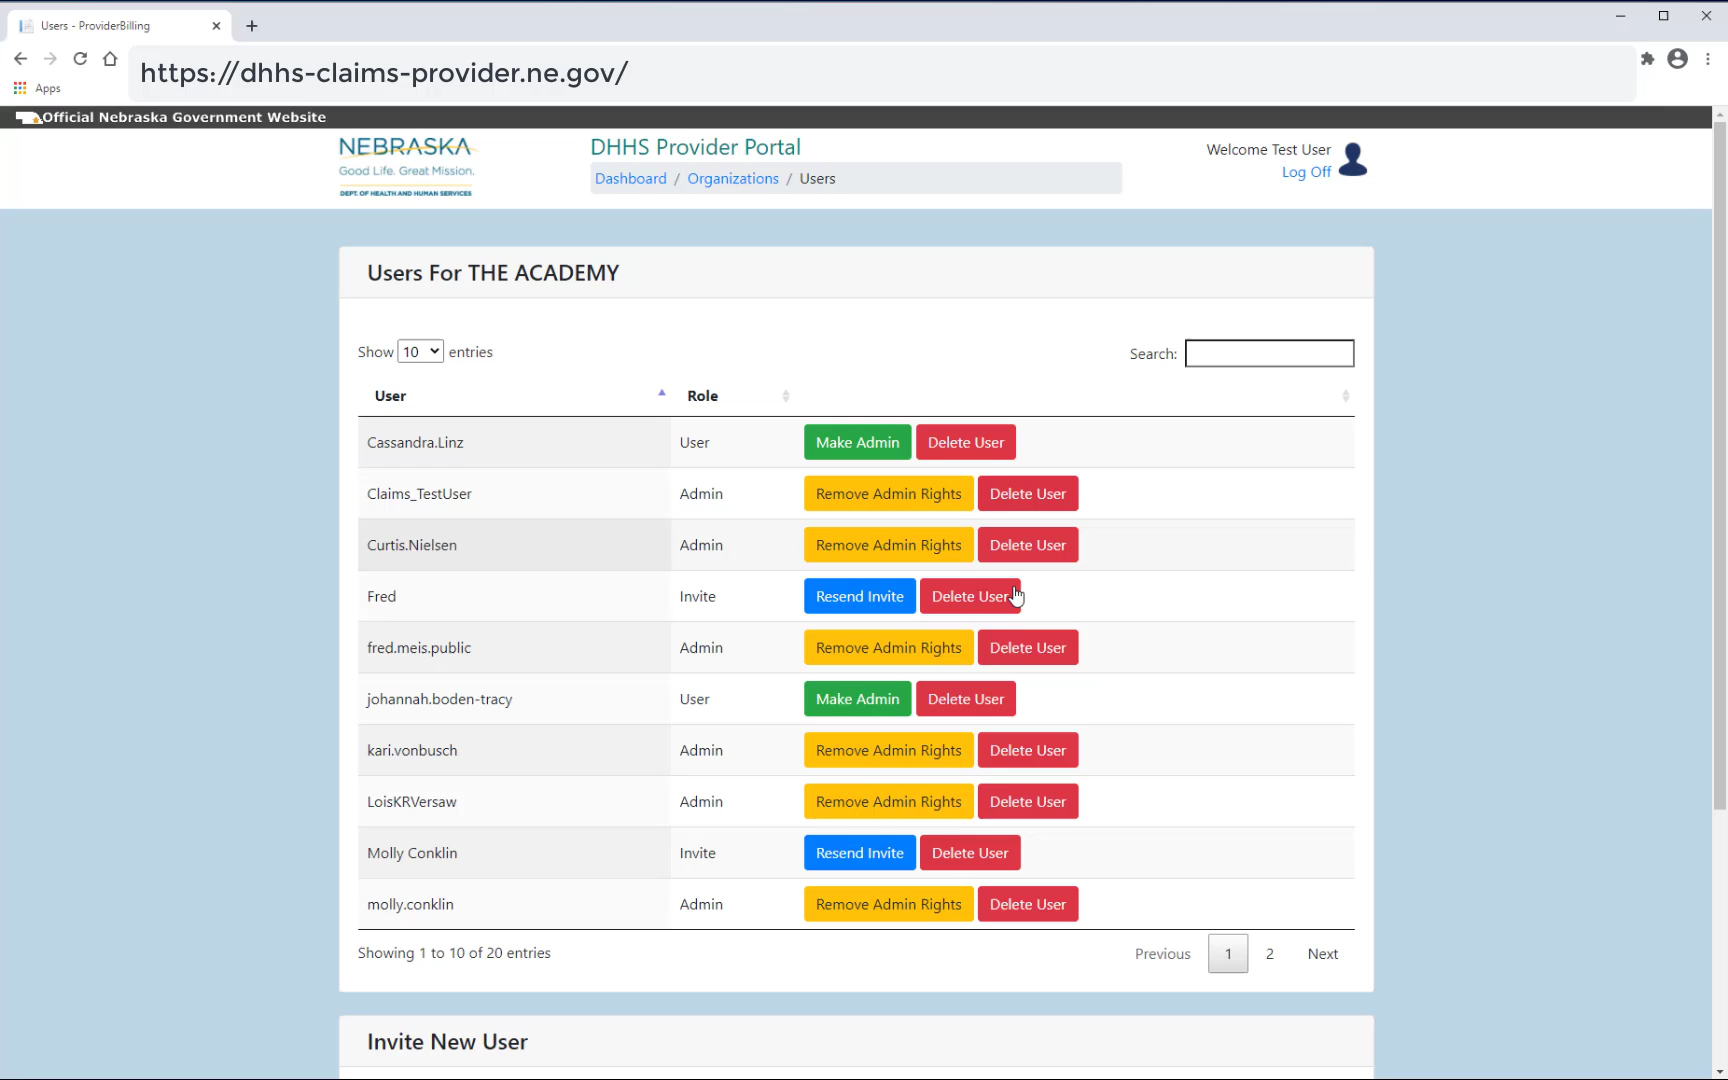 Users - ProviderBilling
https://dhhs-claims-provider.ne.gov/
Apps
Official Nebraska Government Website
NEBRASKA
Good Life. Great Mission.
DEPT. OF HEALTH AND HUMAN SERVICES
DHHS Provider Portal
Dashboard / Organizations / Users
Welcome Test User
Log Off
Users For THE ACADEMY
Show 10 entries
Search:
User Role
Cassandra.Linz User Make Admin Delete User
Claims_TestUser Admin Remove Admin Rights Delete User
Curtis.Nielsen Admin Remove Admin Rights Delete User
Fred Invite Resend Invite Delete User
fred.meis.public Admin Remove Admin Rights Delete User
johannah.boden-tracy User Make Admin Delete User
kari.vonbusch Admin Remove Admin Rights Delete User
LoisKRVersaw Admin Remove Admin Rights Delete User
Molly Conklin Invite Resend Invite Delete User
molly.conklin Admin Remove Admin Rights Delete User
Showing 1 to 10 of 20 entries
Previous 1 2 Next
Invite New User